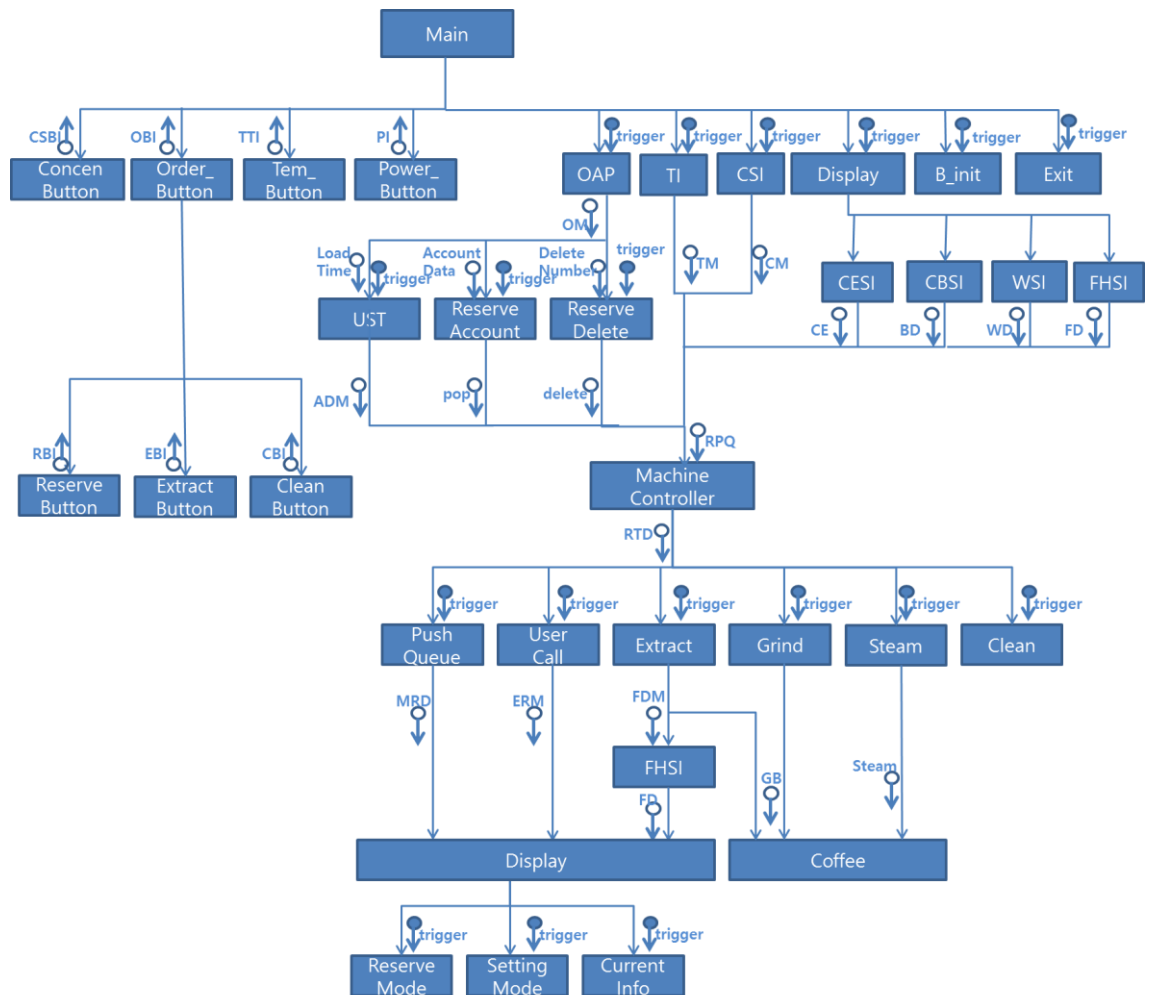 Main
CSBI
OBI
TTI
PI
trigger
trigger
trigger
trigger
trigger
trigger
Concen
Button
Order_
Button
Tem_
Button
Power_
Button
OAP
TI
CSI
Display
B_init
Exit
OM
Load
Time
trigger
Account
Data
trigger
Delete
Number
trigger
TM
CM
UST
Reserve
Account
Reserve
Delete
CESI
CBSI
WSI
FHSI
CE
BD
WD
FD
ADM
pop
delete
RBI
EBI
CBI
RPQ
Reserve
Button
Extract
Button
Clean
Button
Machine
Controller
RTD
trigger
trigger
trigger
trigger
trigger
trigger
Push
Queue
User
Call
Extract
Grind
Steam
Clean
MRD
ERM
FDM
FHSI
GB
Steam
FD
Display
Coffee
trigger
trigger
trigger
Reserve
Mode
Setting
Mode
Current
Info